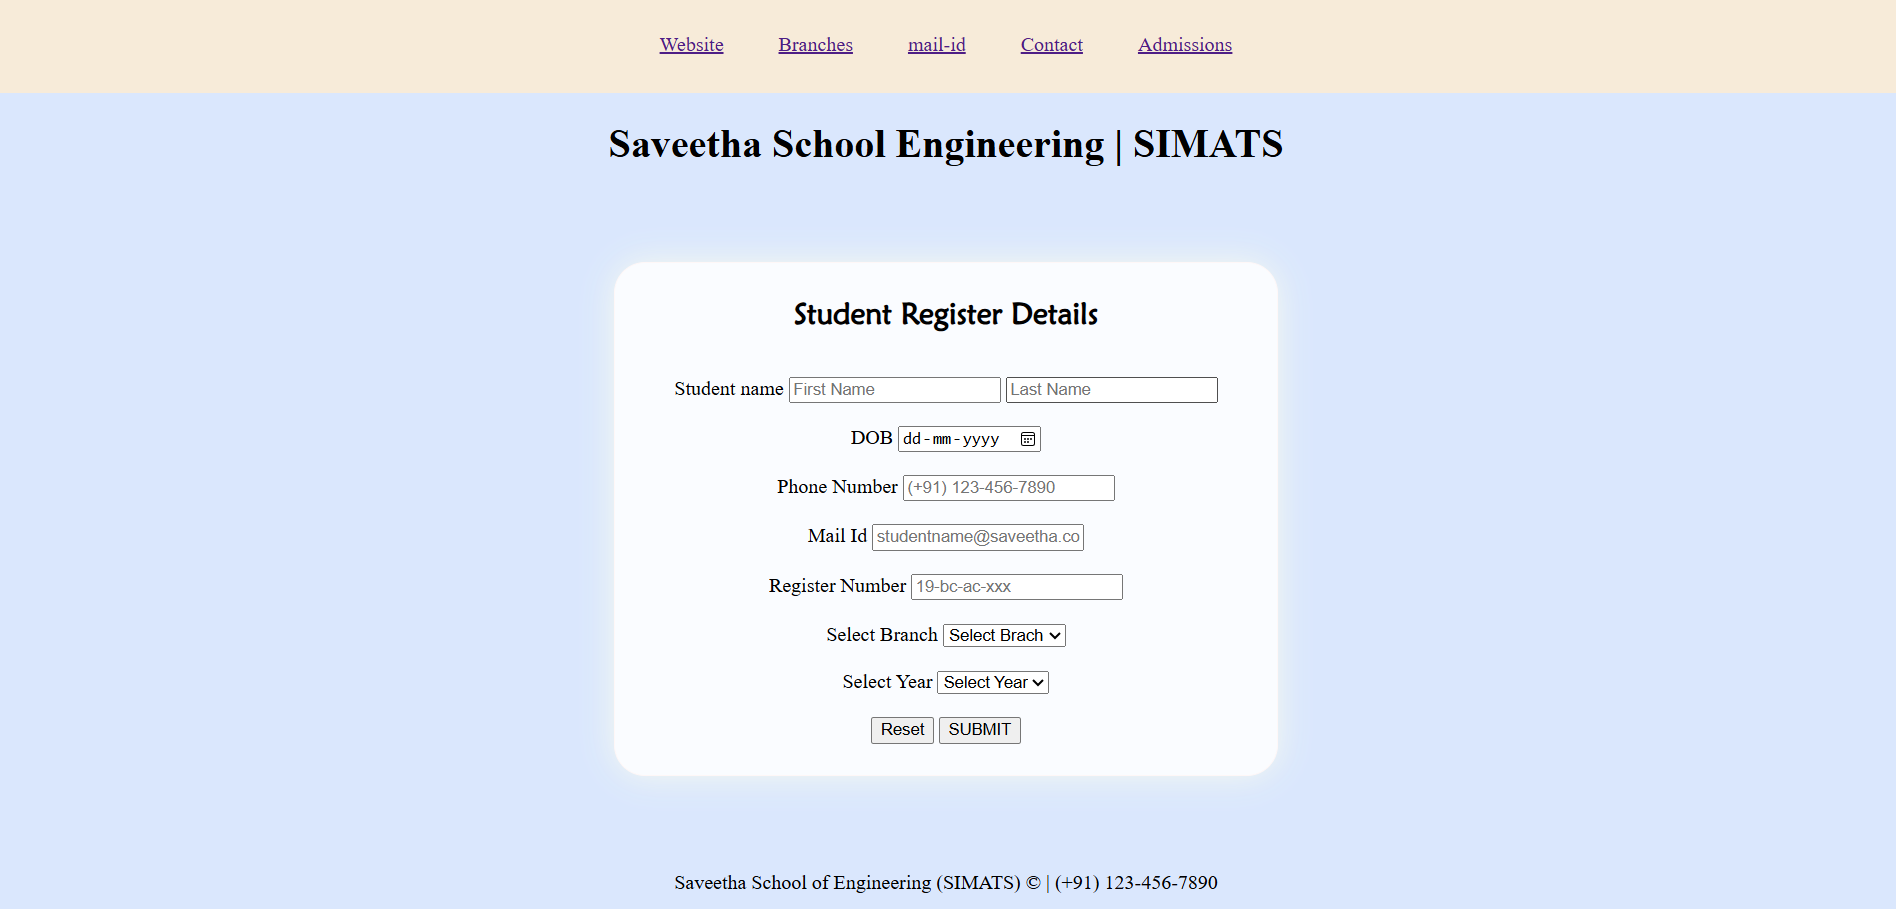 Website Branches mail-id Contact Admissions
Saveetha School Engineering | SIMATS
Student Register Details
Student name First Name Last Name
DOB dd-mm-yyyy
Phone Number (+91) 123-456-7890
Mail Id studentname@saveetha.co
Register Number 19-bc-ac-xxx
Select Branch Select Brach
Select Year Select Year
Reset SUBMIT
Saveetha School of Engineering (SIMATS) © | (+91) 123-456-7890